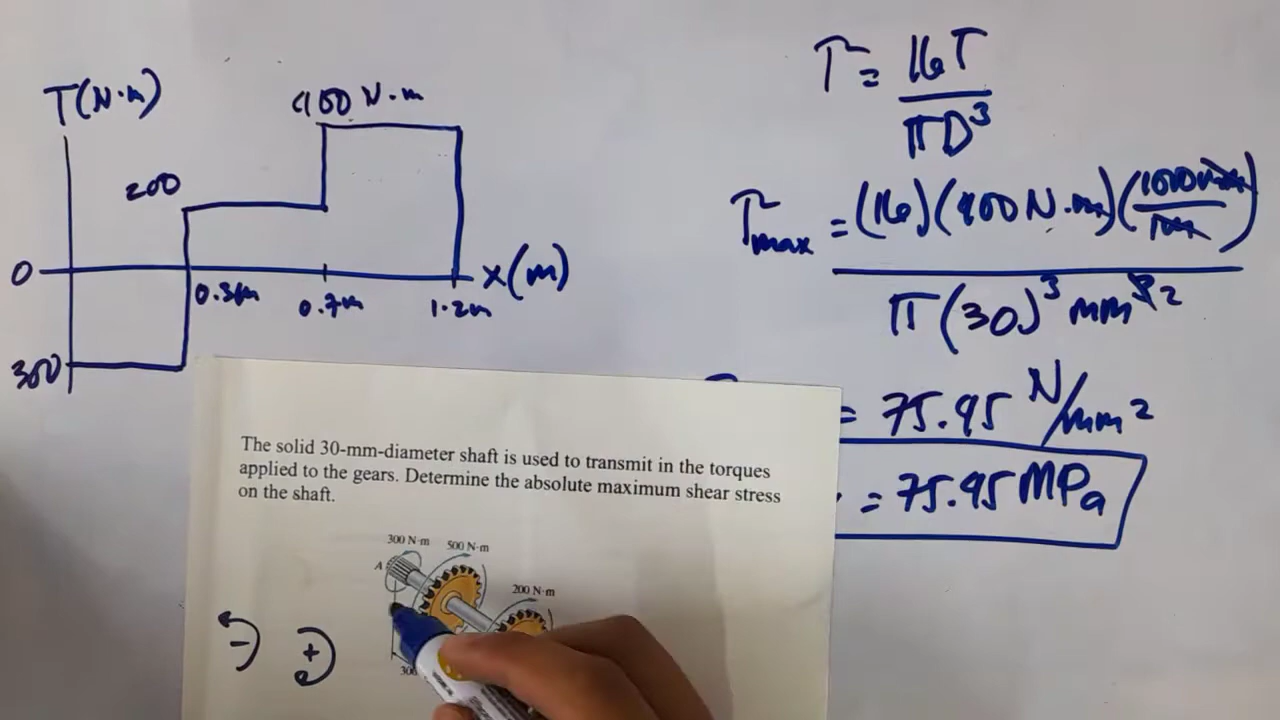 T(N·m)
400 N·m
200
0
0.3m
0.7m
1.2m
x(m)
300
τ = 16T
πD³
τmax = (16)(400 N·m)(1000mm)
1m
π(30)³ mm³ 2
= 75.95 N/mm²
= 75.95 MPa
The solid 30-mm-diameter shaft is used to transmit in the torques
applied to the gears. Determine the absolute maximum shear stress
on the shaft.
300 N·m
500 N·m
A
200 N·m
300
-
+